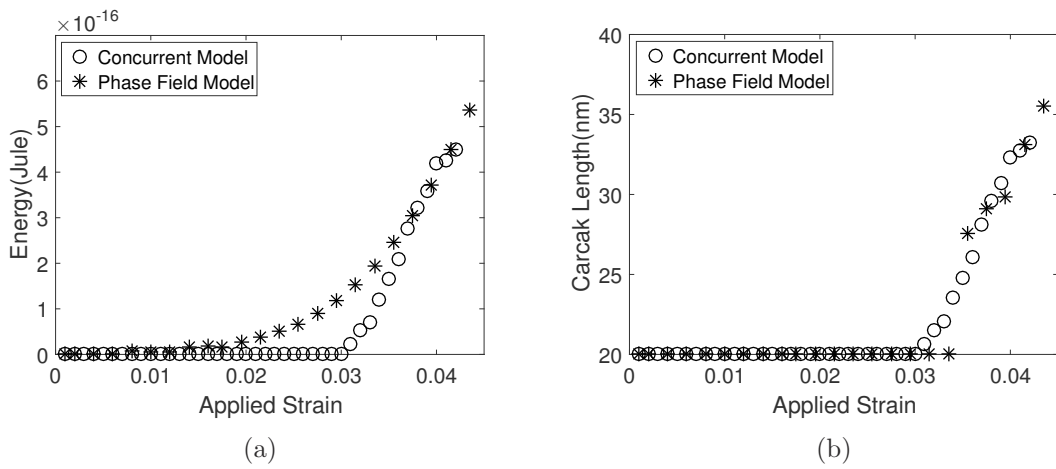 ×10-16
Concurrent Model
Phase Field Model
6
5
4
3
2
1
0
Energy(Jule)
0 0.01 0.02 0.03 0.04
Applied Strain
(a)
40
Concurrent Model
Phase Field Model
35
30
25
20
Carcak Length(nm)
0 0.01 0.02 0.03 0.04
Applied Strain
(b)